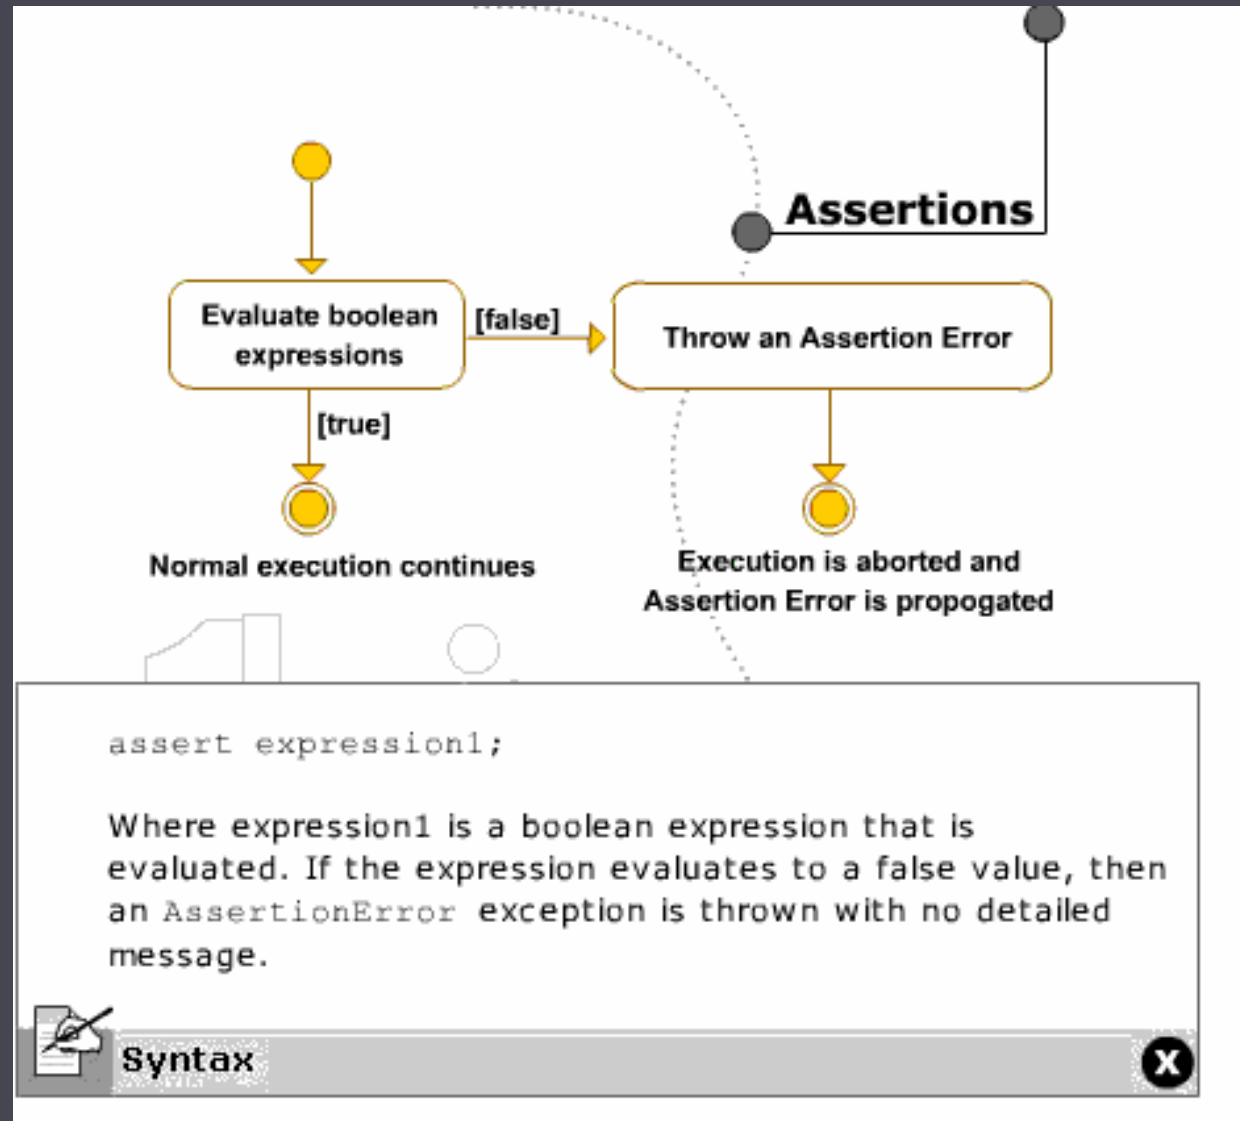 Assertions
Evaluate boolean
expressions
[false]
Throw an Assertion Error
[true]
Normal execution continues
Execution is aborted and
Assertion Error is propogated
assert expression1;
Where expression1 is a boolean expression that is
evaluated. If the expression evaluates to a false value, then
an AssertionError exception is thrown with no detailed
message.
Syntax
X